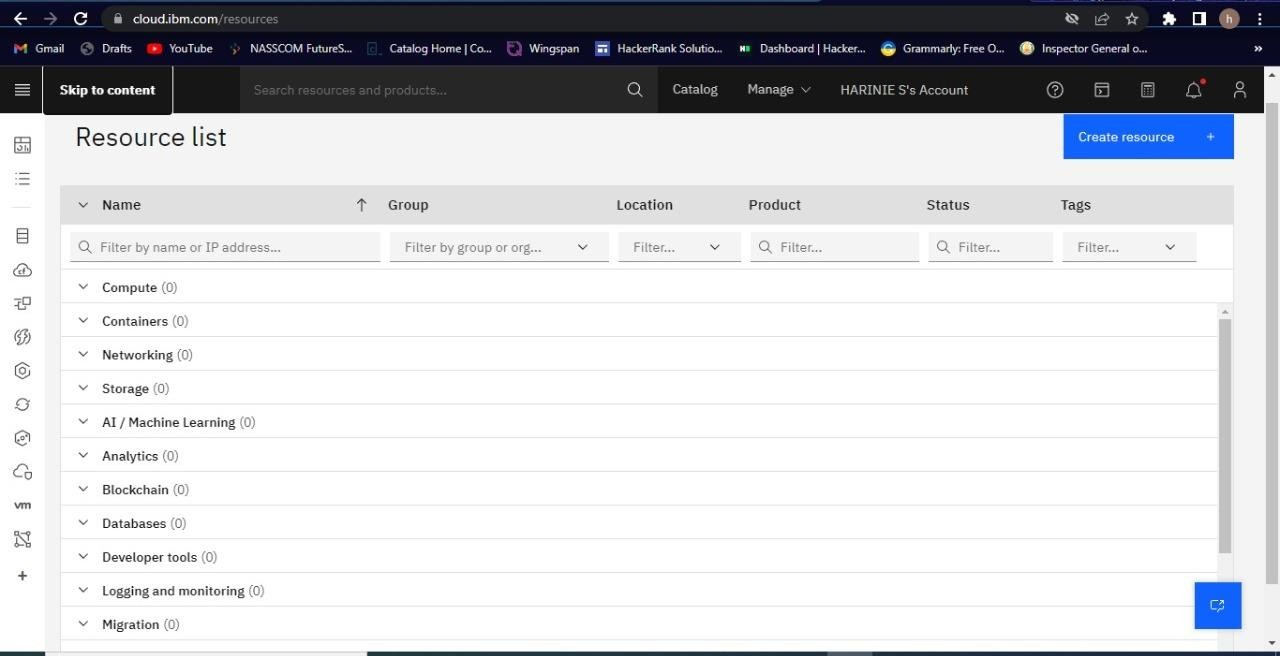 cloud.ibm.com/resources
h
Gmail Drafts YouTube NASSCOM FutureS... Catalog Home | Co... Wingspan HackerRank Solutio... Dashboard | Hacker... Grammarly: Free O... Inspector General o... »
Skip to content Search resources and products... Catalog Manage HARINIE S's Account
Resource list Create resource +
Name Group Location Product Status Tags
Filter by name or IP address... Filter by group or org... Filter... Filter... Filter... Filter...
Compute (0)
Containers (0)
Networking (0)
Storage (0)
AI / Machine Learning (0)
Analytics (0)
Blockchain (0)
vm
Databases (0)
Developer tools (0)
Logging and monitoring (0)
Migration (0)